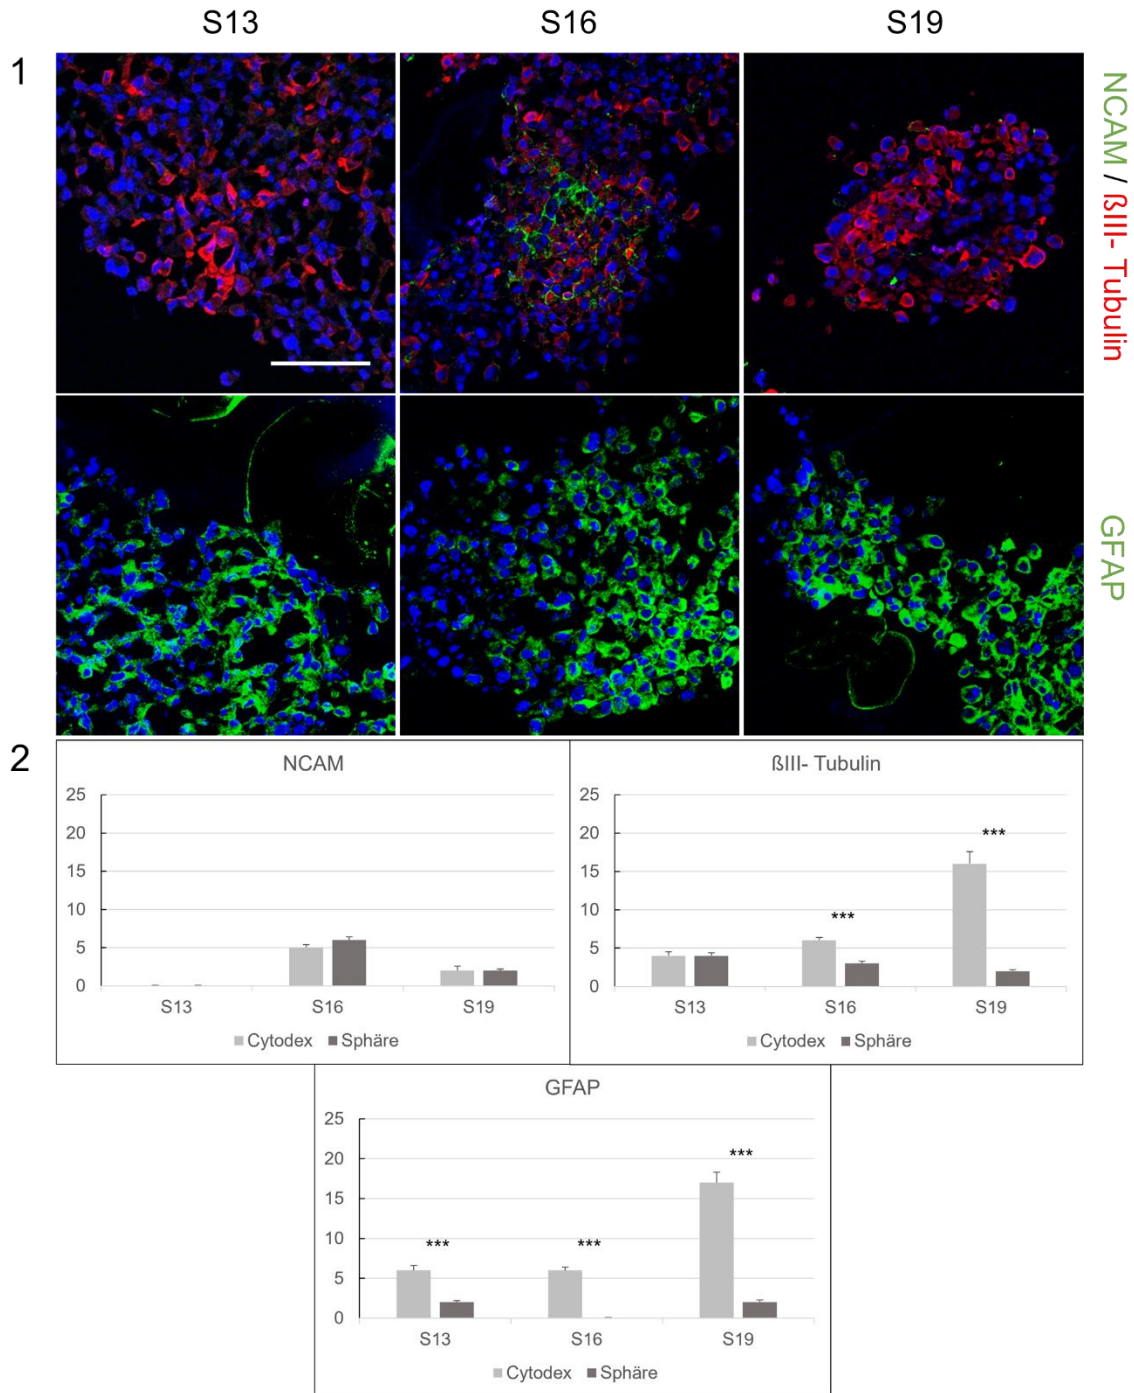 S13 S16 S19
1
NCAM / ßIII- Tubulin
GFAP
2
NCAM
25
20
15
10
5
0
S13 S16 S19
Cytodex Sphäre
ßIII- Tubulin
25
20
15
10
5
0
***
***
S13 S16 S19
Cytodex Sphäre
GFAP
25
20
15
10
5
0
***
***
***
S13 S16 S19
Cytodex Sphäre